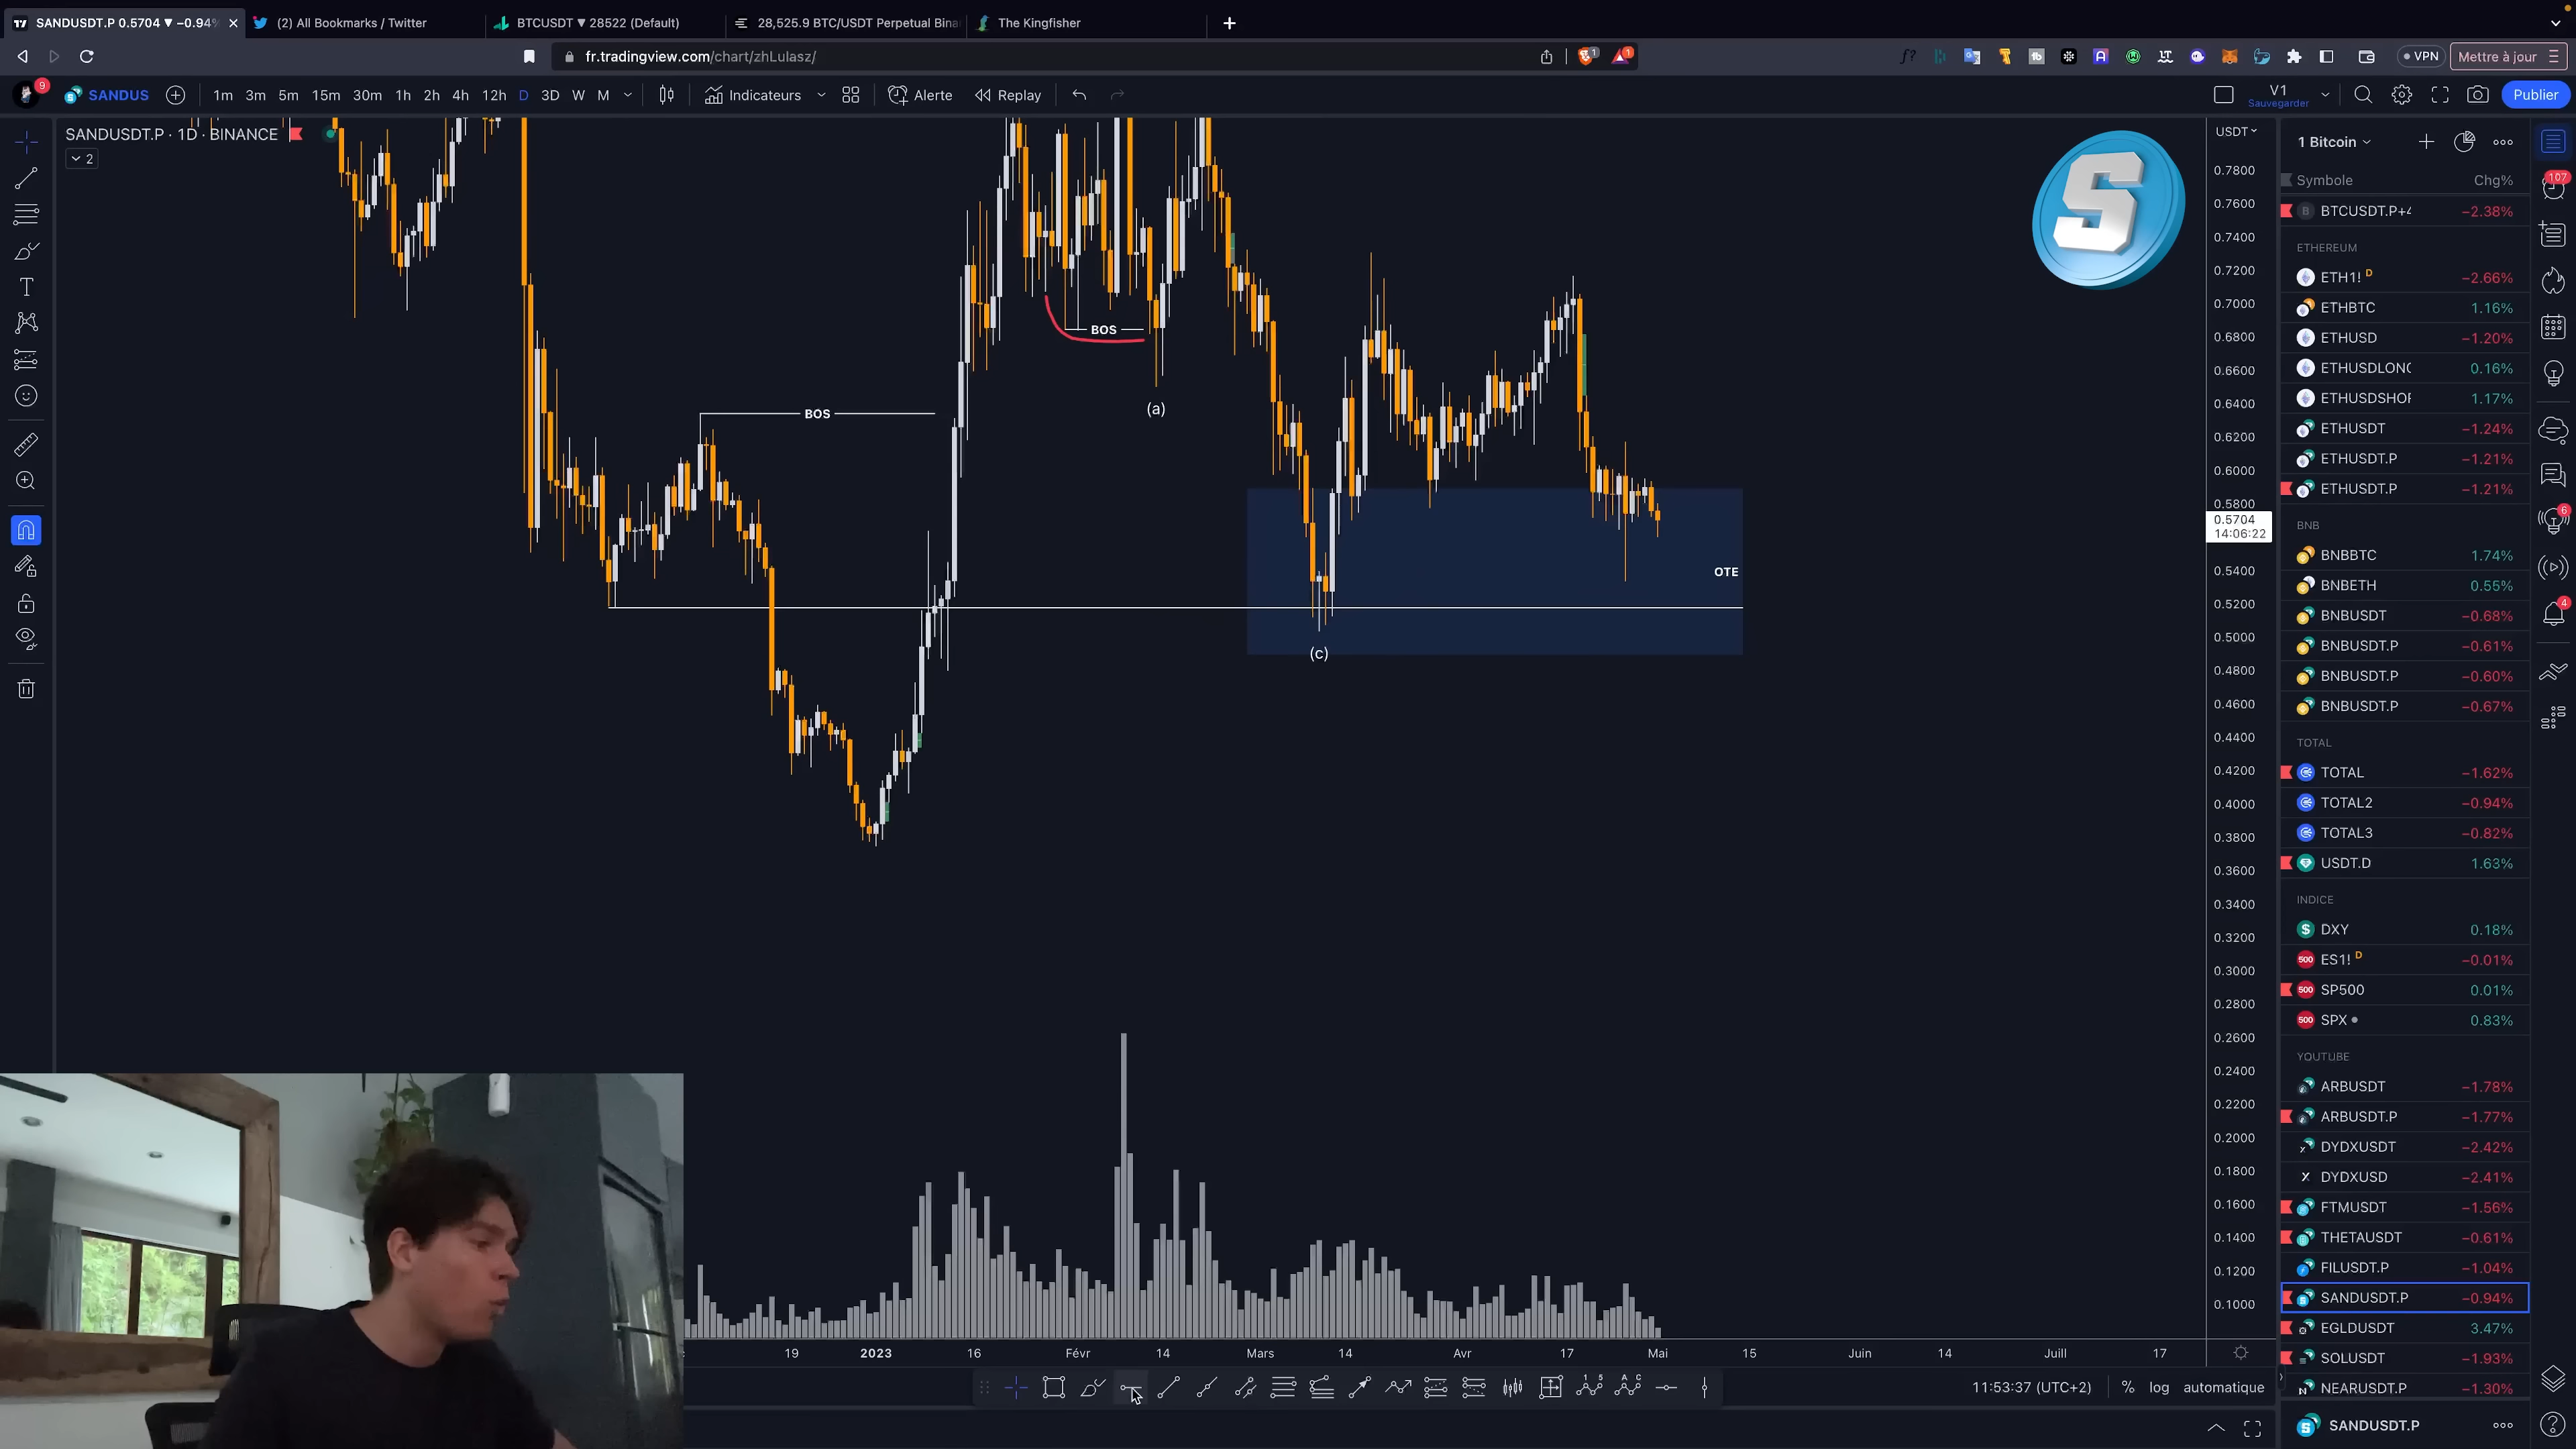 SANDUSDT.P 0.5704 ▼ −0.94%
(2) All Bookmarks / Twitter
BTCUSDT ▼ 28522 (Default)
28,525.9 BTC/USDT Perpetual Bina
The Kingfisher
fr.tradingview.com/chart/zhLulasz/
VPN
Mettre à jour
9
SANDUS
1m 3m 5m 15m 30m 1h 2h 4h 12h D 3D W M
Indicateurs
Alerte
Replay
V1
Sauvegarder
Publier
SANDUSDT.P · 1D · BINANCE
2
BOS
BOS
(a)
(c)
OTE
USDT
0.7800
0.7600
0.7400
0.7200
0.7000
0.6800
0.6600
0.6400
0.6200
0.6000
0.5800
0.5704
14:06:22
0.5400
0.5200
0.5000
0.4800
0.4600
0.4400
0.4200
0.4000
0.3800
0.3600
0.3400
0.3200
0.3000
0.2800
0.2600
0.2400
0.2200
0.2000
0.1800
0.1600
0.1400
0.1200
0.1000
19 2023 16 Févr 14 Mars 14 Avr 17 Mai 15 Juin 14 Juill 17
11:53:37 (UTC+2)
% log automatique
1 Bitcoin
Symbole Chg%
BTCUSDT.P+4 −2.38%
ETHEREUM
ETH1! D −2.66%
ETHBTC 1.16%
ETHUSD −1.20%
ETHUSDLONG 0.16%
ETHUSDSHOR 1.17%
ETHUSDT −1.24%
ETHUSDT.P −1.21%
ETHUSDT.P −1.21%
BNB
BNBBTC 1.74%
BNBETH 0.55%
BNBUSDT −0.68%
BNBUSDT.P −0.61%
BNBUSDT.P −0.60%
BNBUSDT.P −0.67%
TOTAL
TOTAL −1.62%
TOTAL2 −0.94%
TOTAL3 −0.82%
USDT.D 1.63%
INDICE
DXY 0.18%
ES1! D −0.01%
SP500 0.01%
SPX 0.83%
YOUTUBE
ARBUSDT −1.78%
ARBUSDT.P −1.77%
DYDXUSDT −2.42%
DYDXUSD −2.41%
FTMUSDT −1.56%
THETAUSDT −0.61%
FILUSDT.P −1.04%
SANDUSDT.P −0.94%
EGLDUSDT 3.47%
SOLUSDT −1.93%
NEARUSDT.P −1.30%
SANDUSDT.P
107
6
4